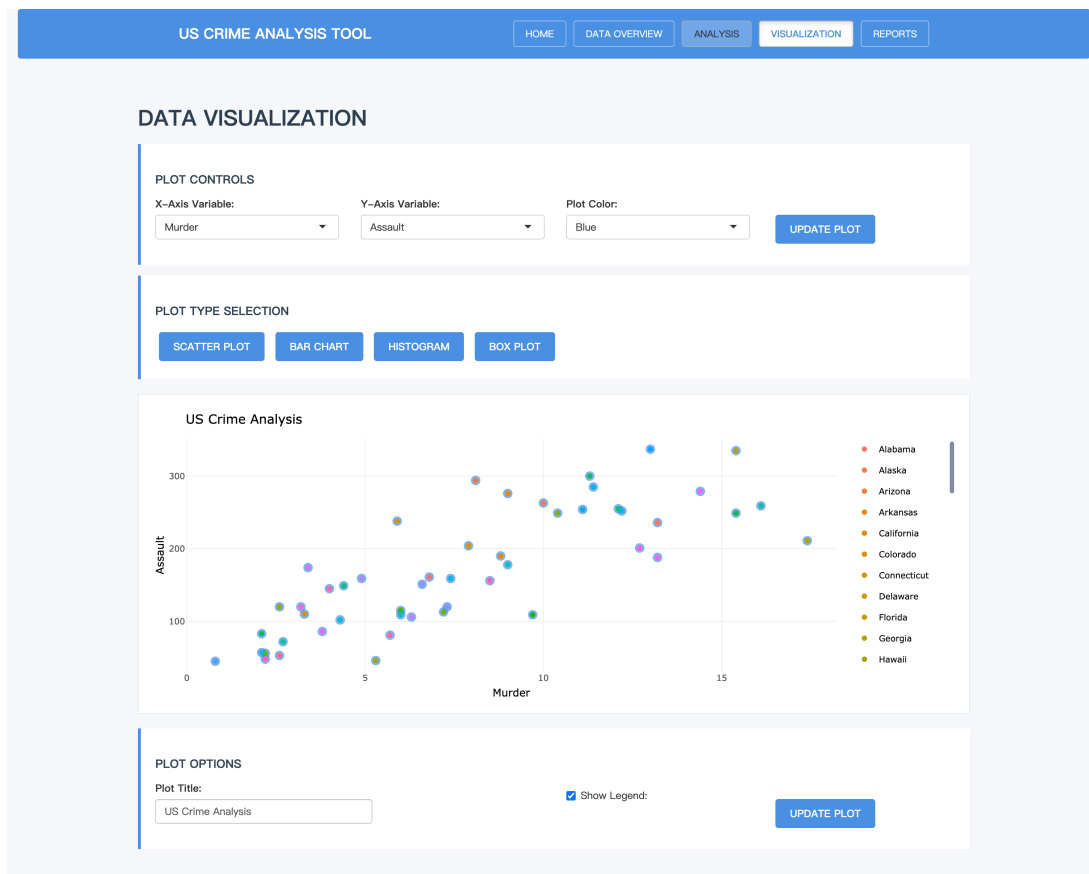 US CRIME ANALYSIS TOOL
HOME
DATA OVERVIEW
ANALYSIS
VISUALIZATION
REPORTS
DATA VISUALIZATION
PLOT CONTROLS
X-Axis Variable:
Y-Axis Variable:
Plot Color:
Murder
Assault
Blue
UPDATE PLOT
PLOT TYPE SELECTION
SCATTER PLOT
BAR CHART
HISTOGRAM
BOX PLOT
US Crime Analysis
300
200
100
Assault
0
5
10
15
Murder
Alabama
Alaska
Arizona
Arkansas
California
Colorado
Connecticut
Delaware
Florida
Georgia
Hawaii
PLOT OPTIONS
Plot Title:
US Crime Analysis
Show Legend:
UPDATE PLOT